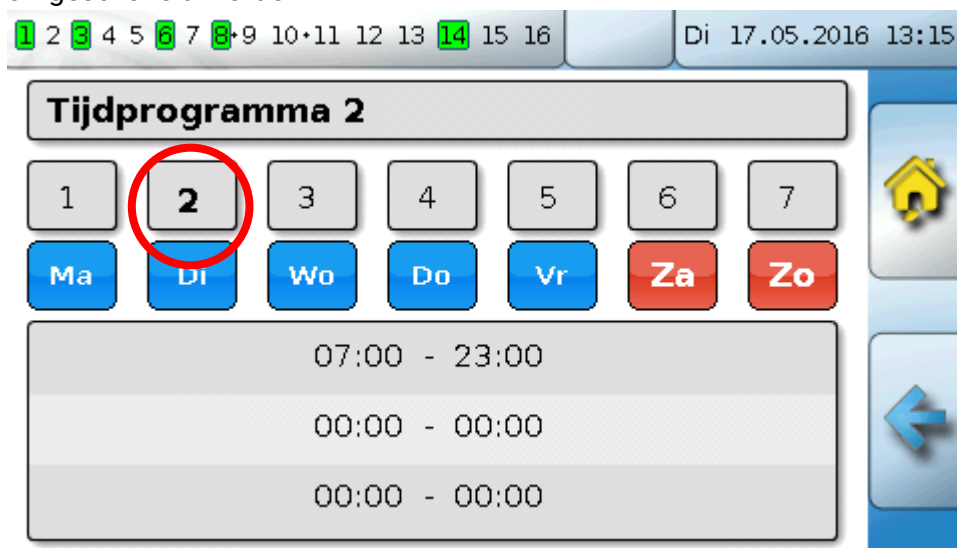 1 2 3 4 5 6 7 8·9 10·11 12 13 14 15 16 Di 17.05.2016 13:15
Tijdprogramma 2
1 2 3 4 5 6 7
Ma Di Wo Do Vr Za Zo
07:00 - 23:00
00:00 - 00:00
00:00 - 00:00